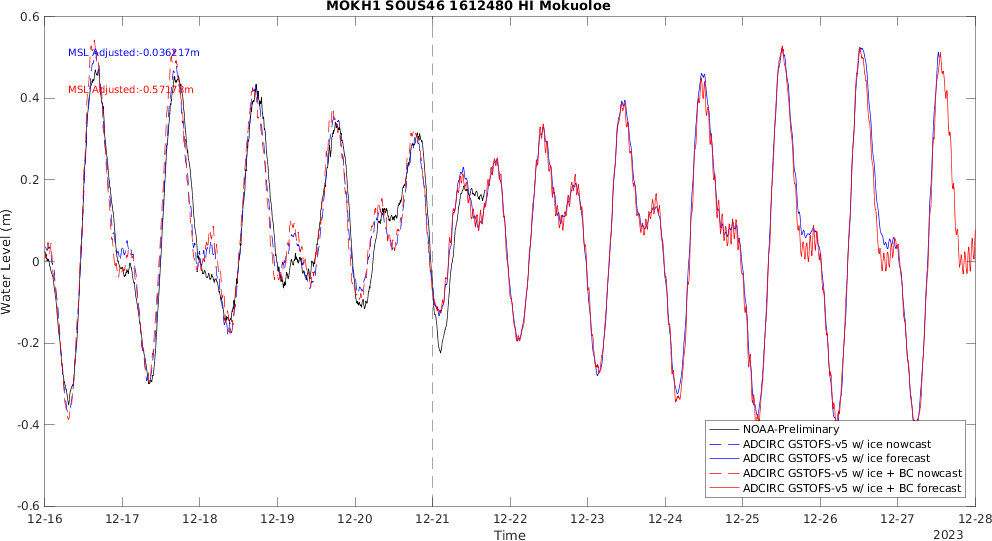 MOKH1 SOUS46 1612480 HI Mokuoloe
MSL Adjusted:-0.036217m
MSL Adjusted:-0.57173m
Water Level (m)
0.6
0.4
0.2
0
-0.2
-0.4
-0.6
NOAA-Preliminary
ADCIRC GSTOFS-v5 w/ ice nowcast
ADCIRC GSTOFS-v5 w/ ice forecast
ADCIRC GSTOFS-v5 w/ ice + BC nowcast
ADCIRC GSTOFS-v5 w/ ice + BC forecast
12-16 12-17 12-18 12-19 12-20 12-21 12-22 12-23 12-24 12-25 12-26 12-27 12-28
Time
2023